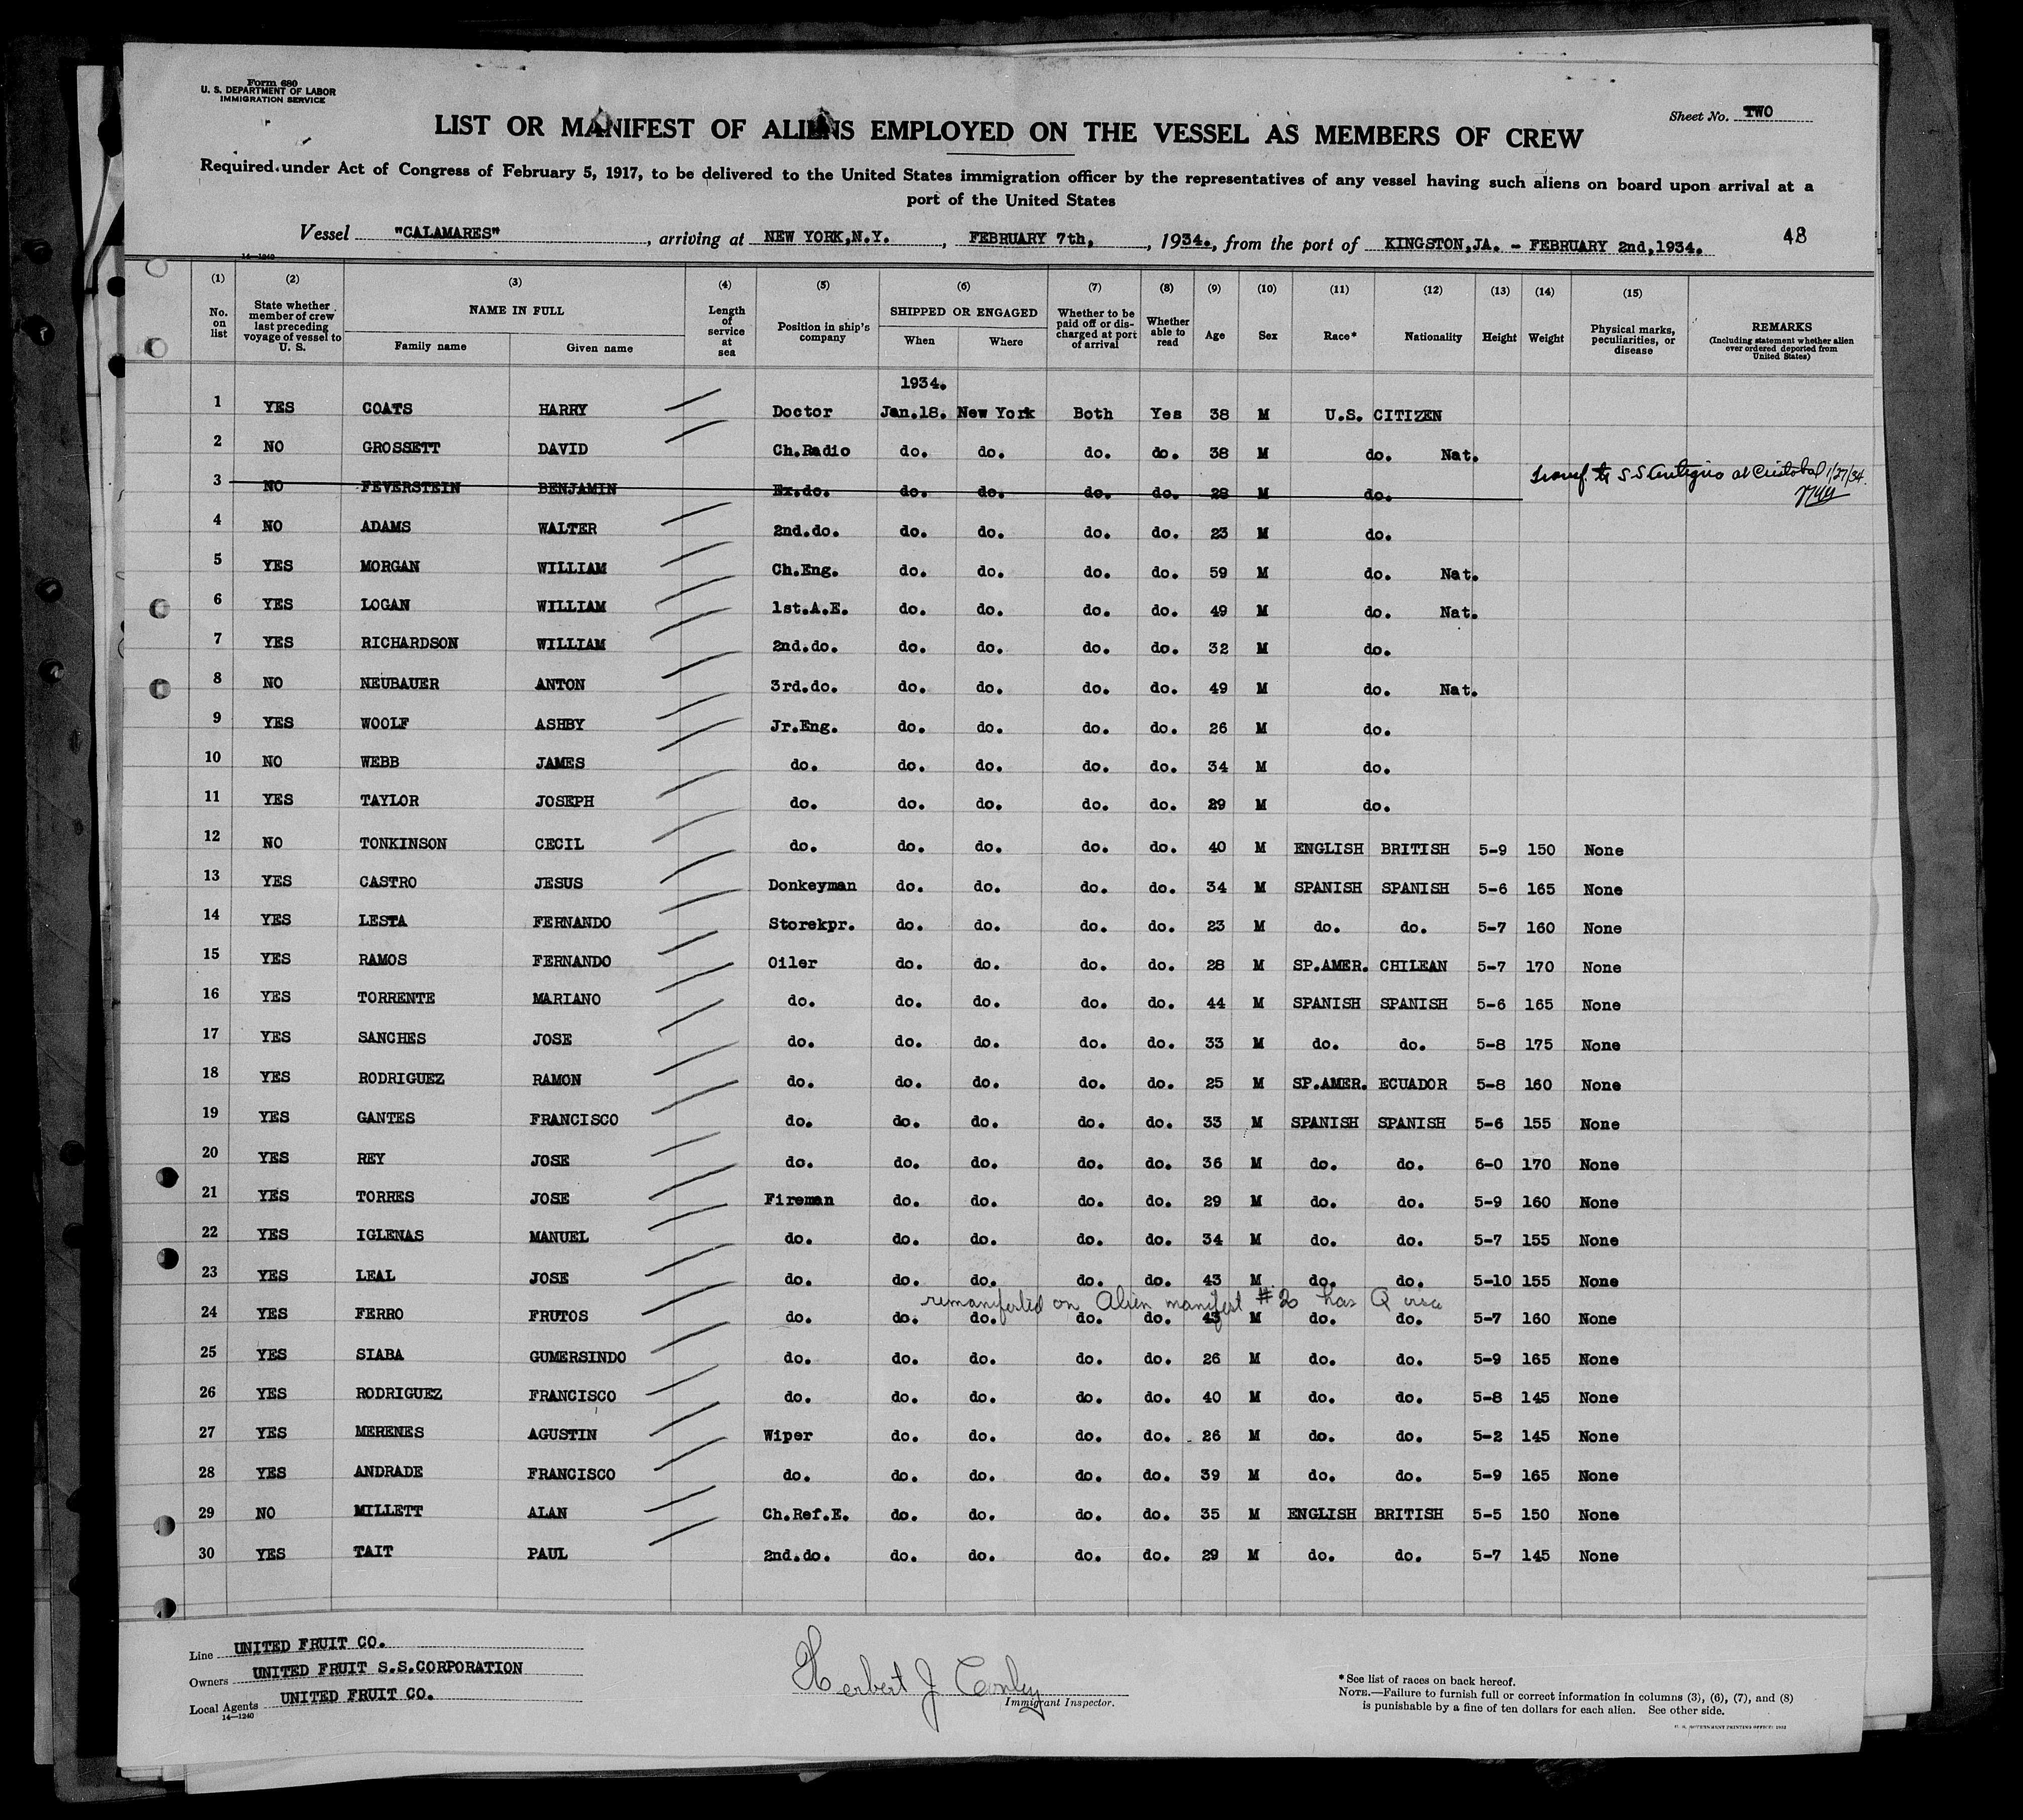 Form 680
U. S. DEPARTMENT OF LABOR
IMMIGRATION SERVICE
Sheet No. TWO
LIST OR MANIFEST OF ALIENS EMPLOYED ON THE VESSEL AS MEMBERS OF CREW
Required under Act of Congress of February 5, 1917, to be delivered to the United States immigration officer by the representatives of any vessel having such aliens on board upon arrival at a
port of the United States
Vessel "CALAMARES", arriving at NEW YORK,N.Y., FEBRUARY 7th, 1934., from the port of KINGSTON,JA. - FEBRUARY 2nd,1934. 48
14—1240
(1) (2) (3) (4) (5) (6) (7) (8) (9) (10) (11) (12) (13) (14) (15)
No. on list State whether member of crew last preceding voyage of vessel to U. S. NAME IN FULL Family name Given name Length of service at sea Position in ship's company SHIPPED OR ENGAGED When Where Whether to be paid off or discharged at port of arrival Whether able to read Age Sex Race* Nationality Height Weight Physical marks, peculiarities, or disease REMARKS (Including statement whether alien ever ordered deported from United States)
1934.
1 YES COATS HARRY Doctor Jan.18. New York Both Yes 38 M U.S. CITIZEN
2 NO GROSSETT DAVID Ch.Radio do. do. do. do. 38 M do. Nat.
3 NO FEVERSTEIN BENJAMIN Ex.do. do. do. do. do. 28 M do. Transf. to S S Antigua at Cristobal 1/27/34.
4 NO ADAMS WALTER 2nd.do. do. do. do. do. 23 M do.
5 YES MORGAN WILLIAM Ch.Eng. do. do. do. do. 59 M do. Nat.
6 YES LOGAN WILLIAM 1st.A.E. do. do. do. do. 49 M do. Nat.
7 YES RICHARDSON WILLIAM 2nd.do. do. do. do. do. 32 M do.
8 NO NEUBAUER ANTON 3rd.do. do. do. do. do. 49 M do. Nat.
9 YES WOOLF ASHBY Jr.Eng. do. do. do. do. 26 M do.
10 NO WEBB JAMES do. do. do. do. do. 34 M do.
11 YES TAYLOR JOSEPH do. do. do. do. do. 29 M do.
12 NO TONKINSON CECIL do. do. do. do. do. 40 M ENGLISH BRITISH 5-9 150 None
13 YES CASTRO JESUS Donkeyman do. do. do. do. 34 M SPANISH SPANISH 5-6 165 None
14 YES LESTA FERNANDO Storekpr. do. do. do. do. 23 M do. do. 5-7 160 None
15 YES RAMOS FERNANDO Oiler do. do. do. do. 28 M SP.AMER. CHILEAN 5-7 170 None
16 YES TORRENTE MARIANO do. do. do. do. do. 44 M SPANISH SPANISH 5-6 165 None
17 YES SANCHES JOSE do. do. do. do. do. 33 M do. do. 5-8 175 None
18 YES RODRIGUEZ RAMON do. do. do. do. do. 25 M SP.AMER. ECUADOR 5-8 160 None
19 YES GANTES FRANCISCO do. do. do. do. do. 33 M SPANISH SPANISH 5-6 155 None
20 YES REY JOSE do. do. do. do. do. 36 M do. do. 6-0 170 None
21 YES TORRES JOSE Fireman do. do. do. do. 29 M do. do. 5-9 160 None
22 YES IGLENAS MANUEL do. do. do. do. do. 34 M do. do. 5-7 155 None
23 YES LEAL JOSE do. do. do. do. do. 43 M do. do. 5-10 155 None
remanifested on Alien manifest #2 has Q visa
24 YES FERRO FRUTOS do. do. do. do. do. 43 M do. do. 5-7 160 None
25 YES SIABA GUMERSINDO do. do. do. do. do. 26 M do. do. 5-9 165 None
26 YES RODRIGUEZ FRANCISCO do. do. do. do. do. 40 M do. do. 5-8 145 None
27 YES MERENES AGUSTIN Wiper do. do. do. do. 26 M do. do. 5-2 145 None
28 YES ANDRADE FRANCISCO do. do. do. do. do. 39 M do. do. 5-9 165 None
29 NO MILLETT ALAN Ch.Ref.E. do. do. do. do. 35 M ENGLISH BRITISH 5-5 150 None
30 YES TAIT PAUL 2nd.do. do. do. do. do. 29 M do. do. 5-7 145 None
Line UNITED FRUIT CO.
Owners UNITED FRUIT S.S.CORPORATION
Local Agents UNITED FRUIT CO.
14—1240
Herbert J Conley
Immigrant Inspector.
*See list of races on back hereof.
NOTE.—Failure to furnish full or correct information in columns (3), (6), (7), and (8)
is punishable by a fine of ten dollars for each alien. See other side.
U. S. GOVERNMENT PRINTING OFFICE: 1932